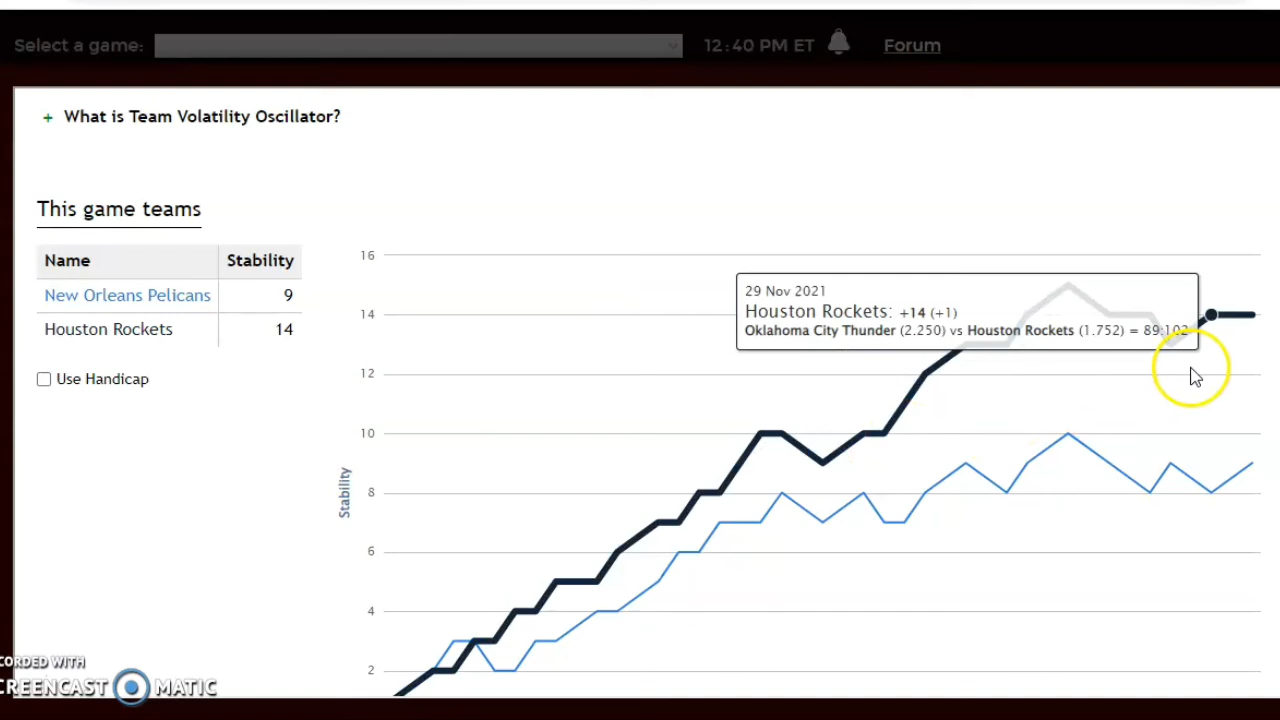 Select a game:
12:40 PM ET
Forum
+ What is Team Volatility Oscillator?
This game teams
Name Stability
New Orleans Pelicans 9
Houston Rockets 14
Use Handicap
16
14
12
10
8
6
4
2
Stability
29 Nov 2021
Houston Rockets: +14 (+1)
Oklahoma City Thunder (2.250) vs Houston Rockets (1.752) = 89:102
CORDED WITH
CREENCAST MATIC